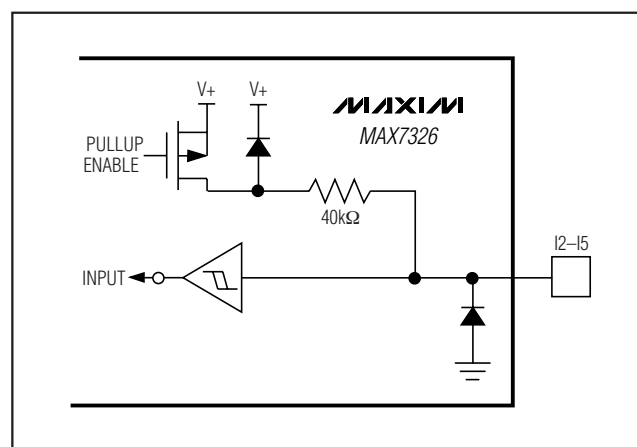 V+ V+
MAXIM
MAX7326
PULLUP
ENABLE
40kΩ
I2–I5
INPUT